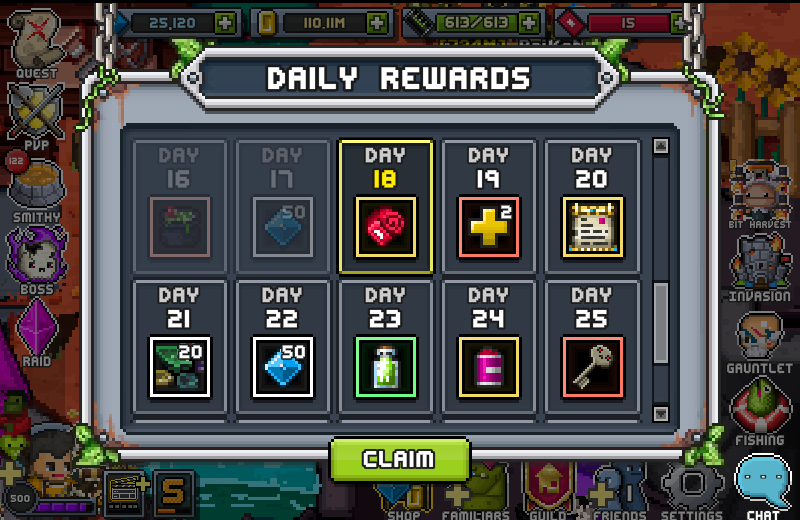 25,120
110.11M
613/613
15
DAILY REWARDS
QUEST
PVP
122
SMITHY
BOSS
RAID
DAY
16
DAY
17
50
DAY
18
DAY
19
2
DAY
20
DAY
21
20
DAY
22
50
DAY
23
DAY
24
DAY
25
CLAIM
BIT HARVEST
INVASION
GAUNTLET
FISHING
500
S
SHOP
FAMILIARS
GUILD
FRIENDS
SETTINGS
CHAT